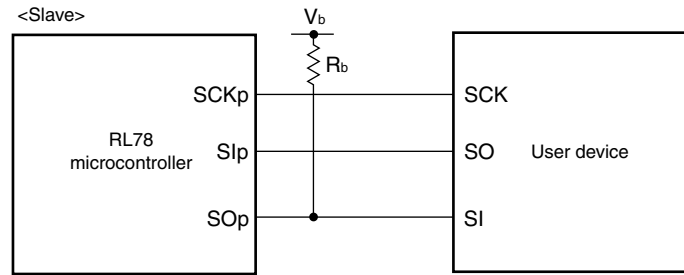 <Slave>
Vb
Rb
SCKp
SCK
RL78
microcontroller
SIp
SO
User device
SOp
SI